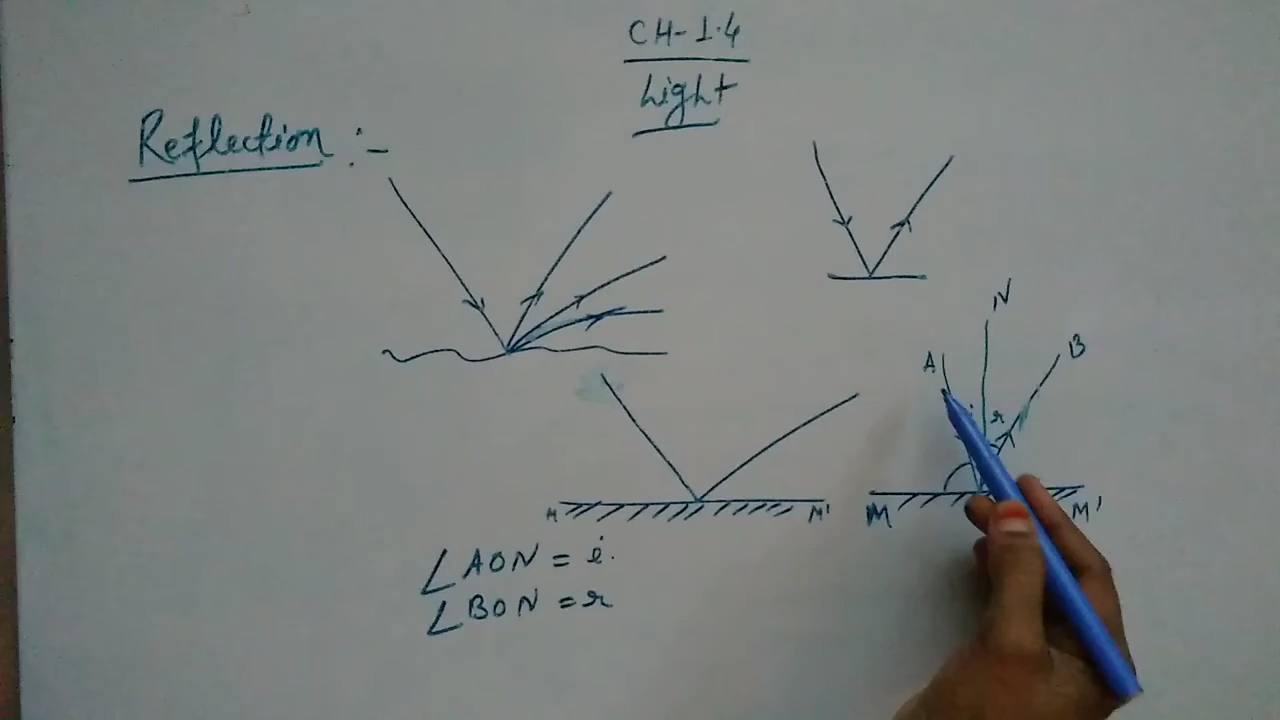 CH-1.4
Light
Reflection :-
N
A
B
i
r
M M'
M M'
∠AON = i.
∠BON = r